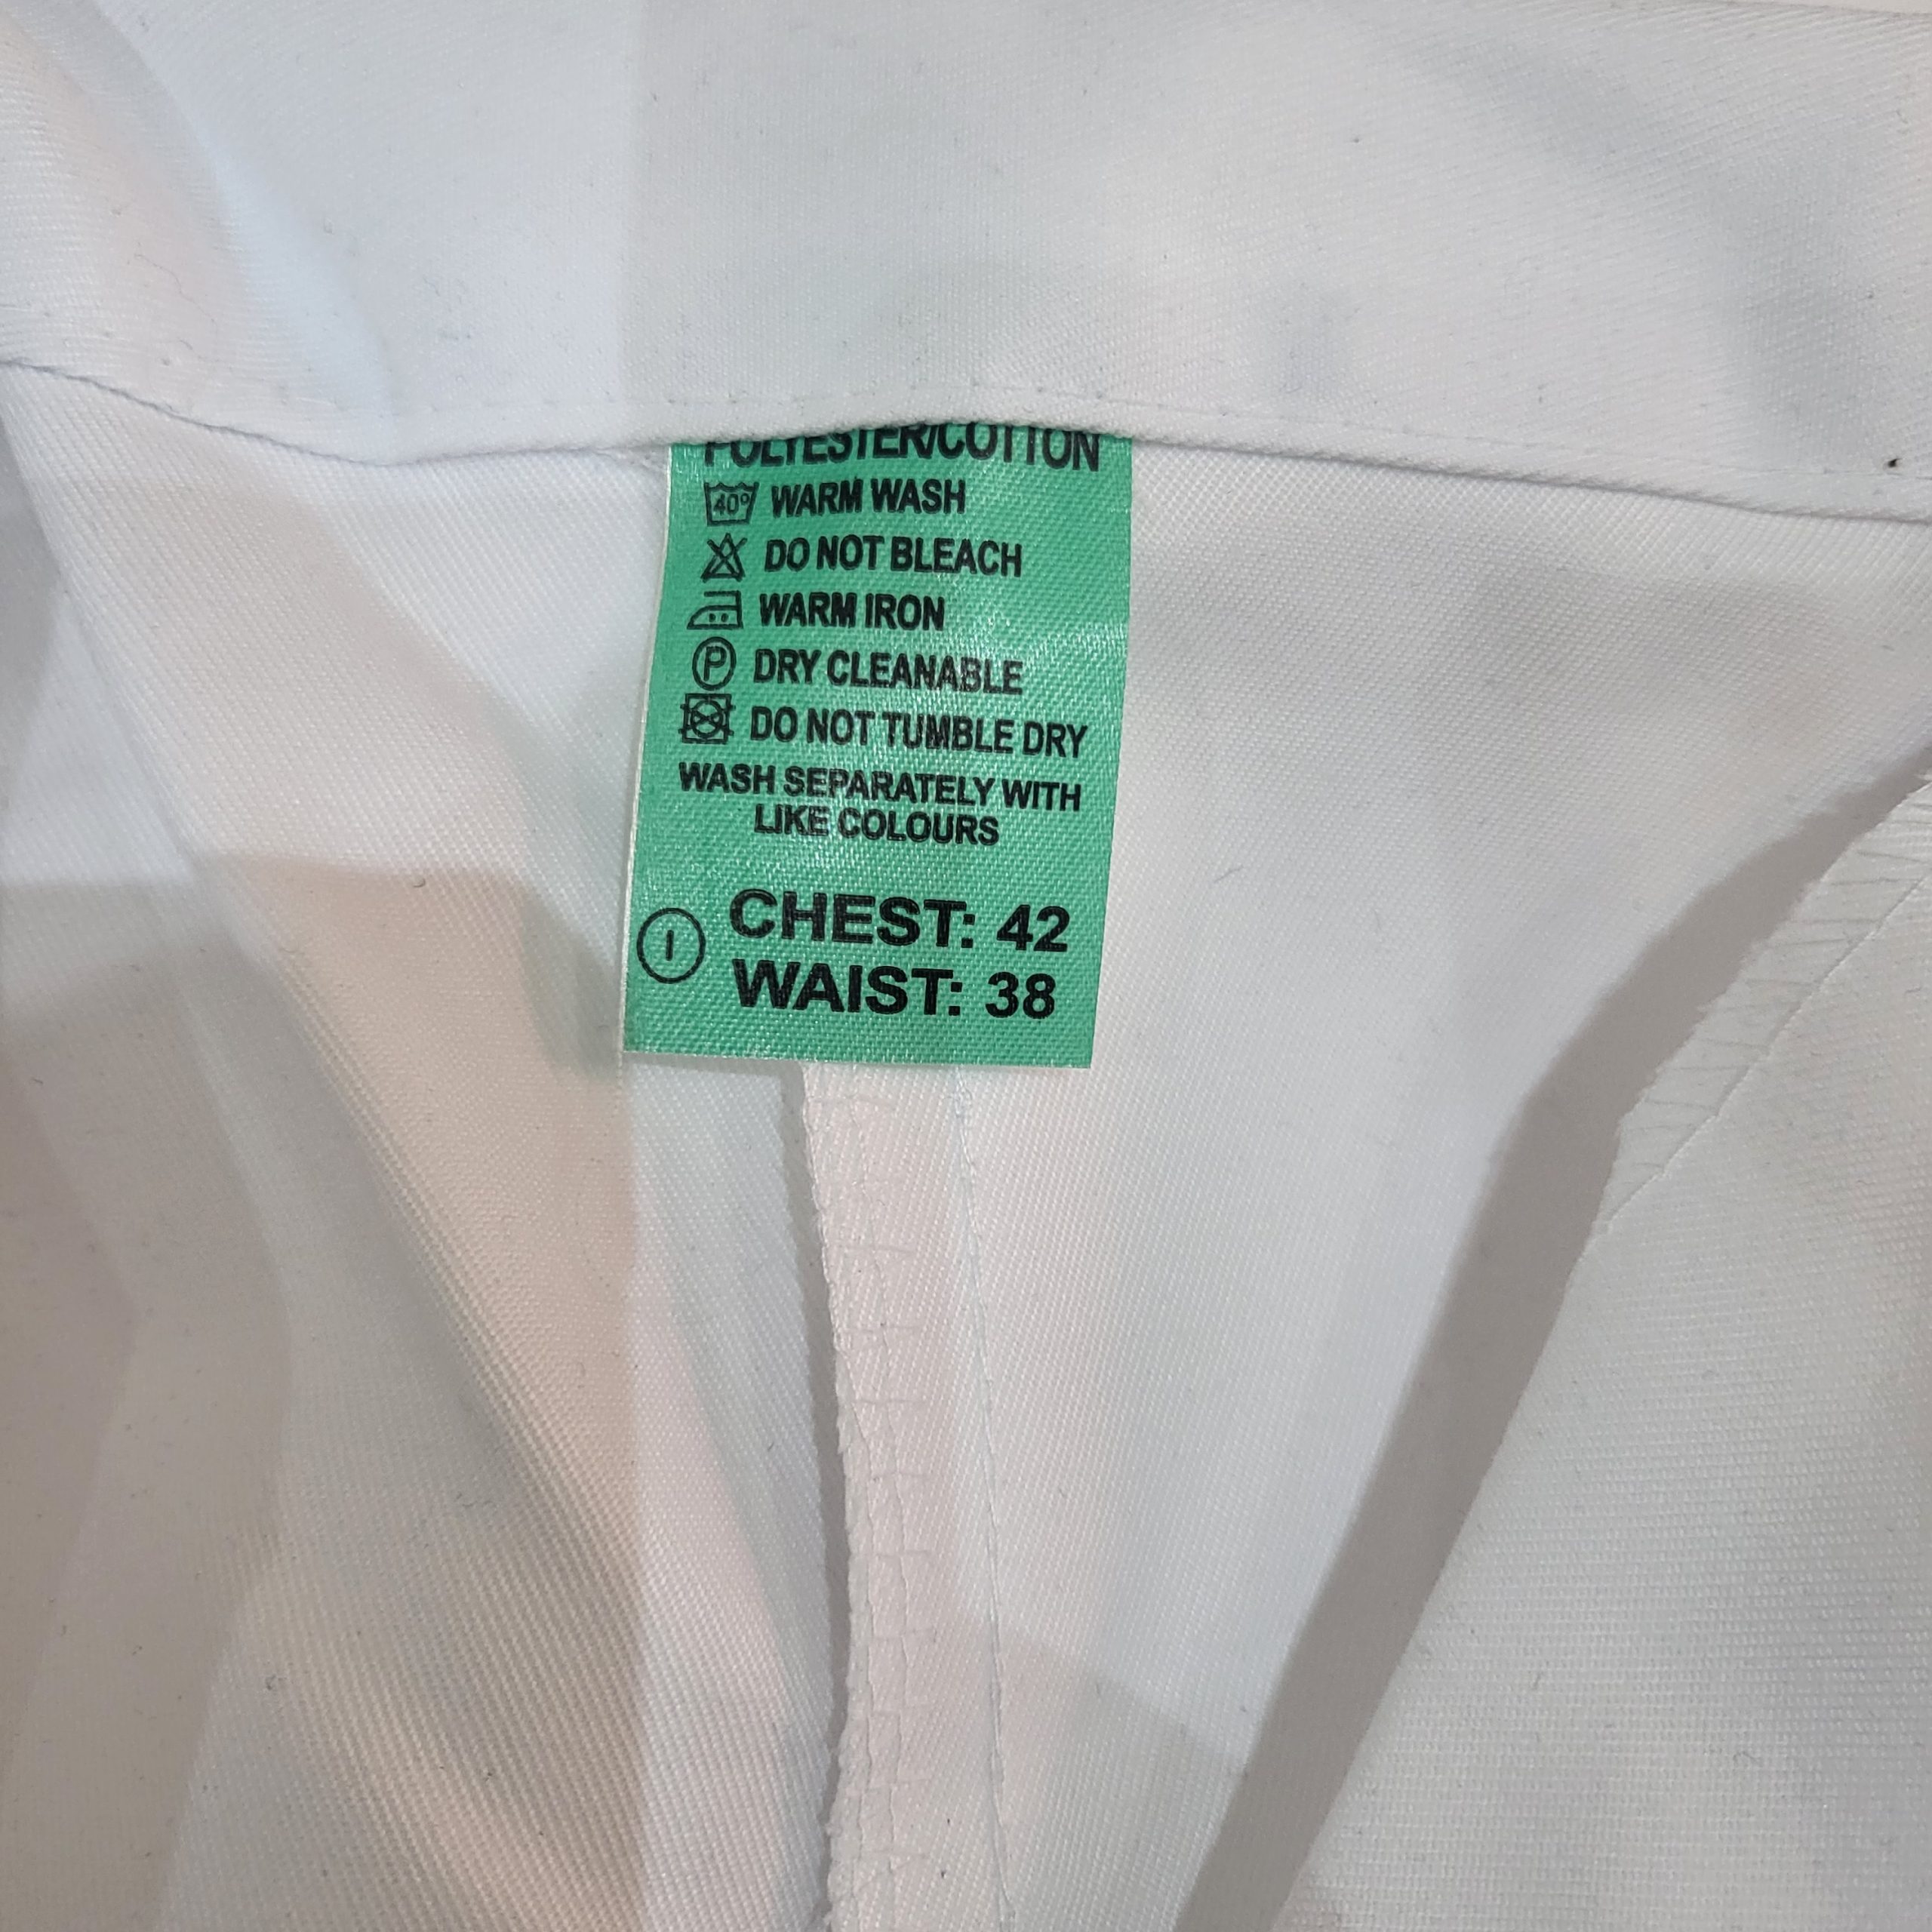 POLYESTER/COTTON
40° WARM WASH
DO NOT BLEACH
WARM IRON
P DRY CLEANABLE
DO NOT TUMBLE DRY
WASH SEPARATELY WITH
LIKE COLOURS
CHEST: 42
I
WAIST: 38